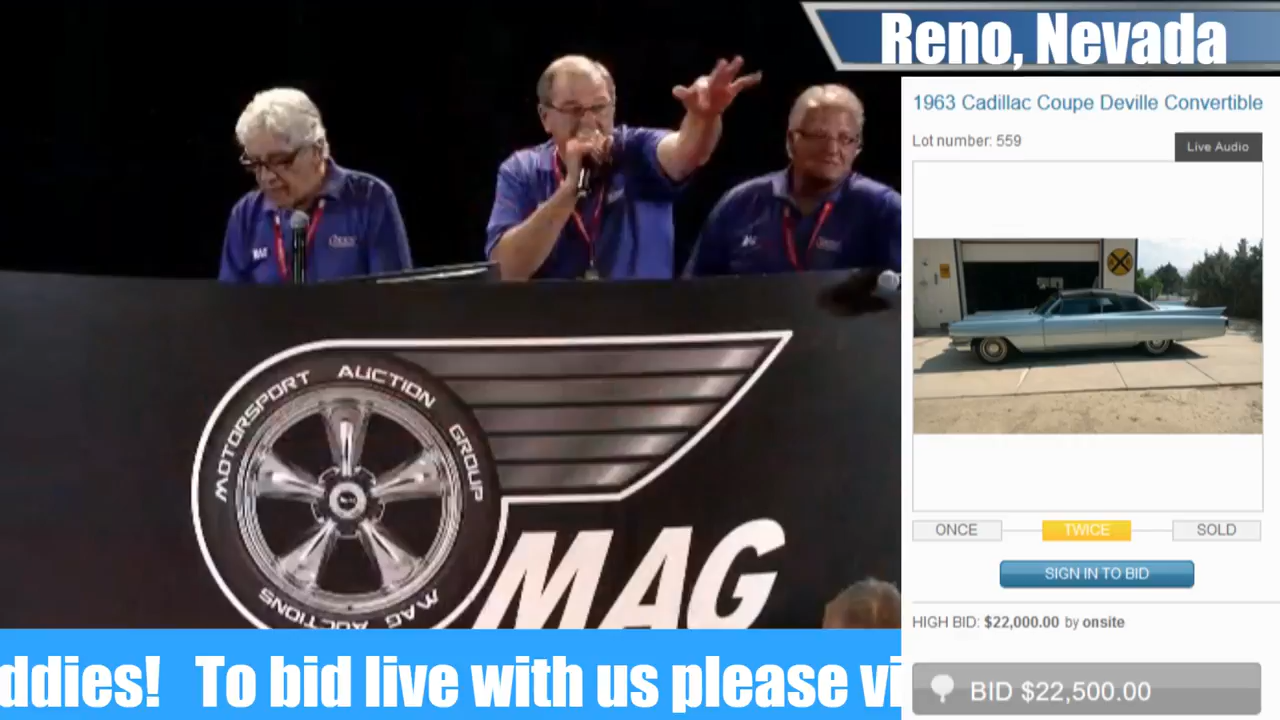 Reno, Nevada
1963 Cadillac Coupe Deville Convertible
Lot number: 559
Live Audio
ONCE
TWICE
SOLD
SIGN IN TO BID
HIGH BID: $22,000.00 by onsite
BID $22,500.00
MOTORSPORT AUCTION GROUP
MAG AUCTIONS
MAG
ddies! To bid live with us please vi